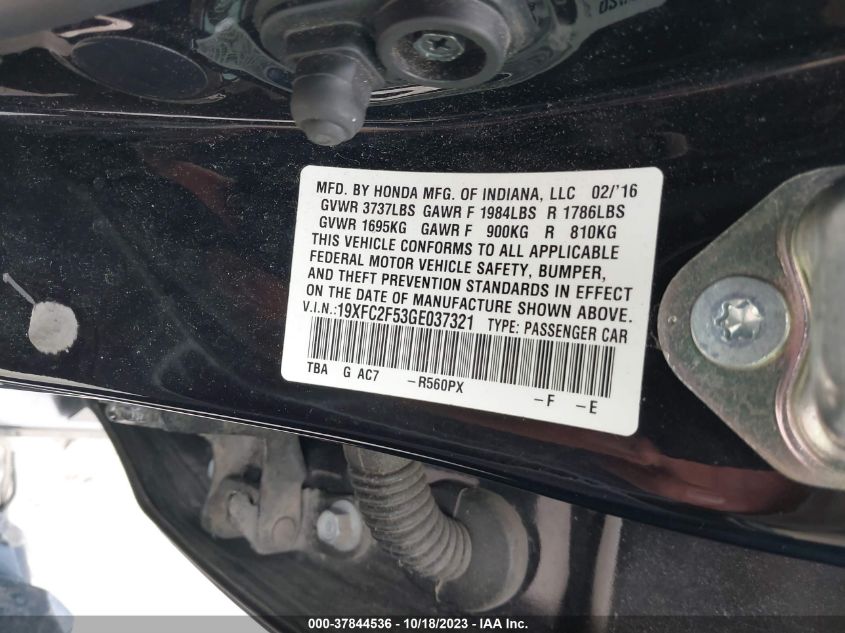 MFD. BY HONDA MFG. OF INDIANA, LLC 02/'16
GVWR 3737LBS GAWR F 1984LBS R 1786LBS
GVWR 1695KG GAWR F 900KG R 810KG
THIS VEHICLE CONFORMS TO ALL APPLICABLE
FEDERAL MOTOR VEHICLE SAFETY, BUMPER,
AND THEFT PREVENTION STANDARDS IN EFFECT
ON THE DATE OF MANUFACTURE SHOWN ABOVE.
V.I.N.:19XFC2F53GE037321 TYPE: PASSENGER CAR
TBA G AC7 -R560PX -F -E
000-37844536 - 10/18/2023 - Copyright © IAA, Inc.